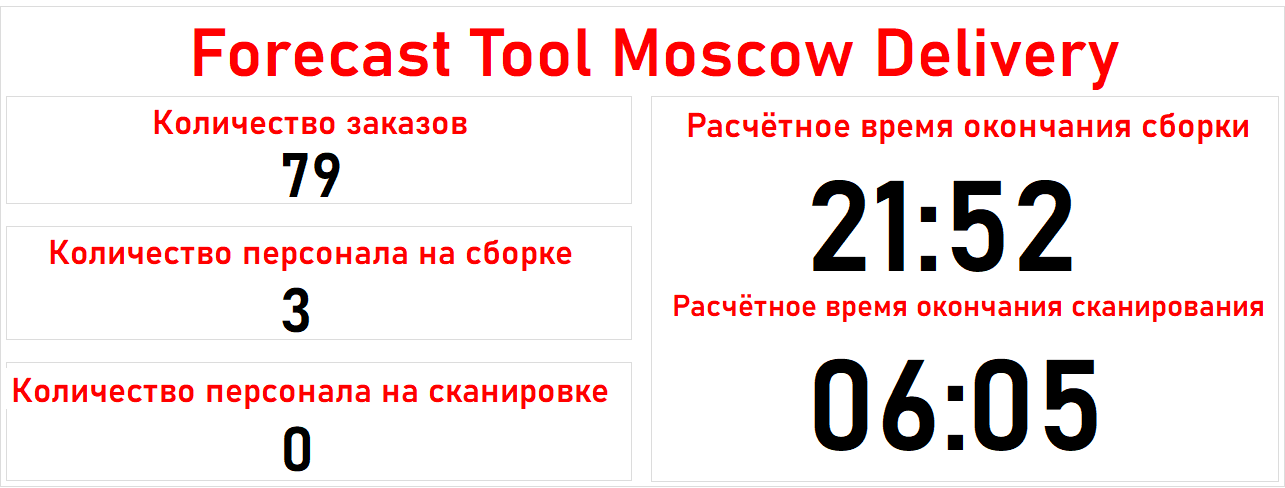 Forecast Tool Moscow Delivery
Количество заказов
79
Количество персонала на сборке
3
Количество персонала на сканировке
0
Расчётное время окончания сборки
21:52
Расчётное время окончания сканирования
06:05